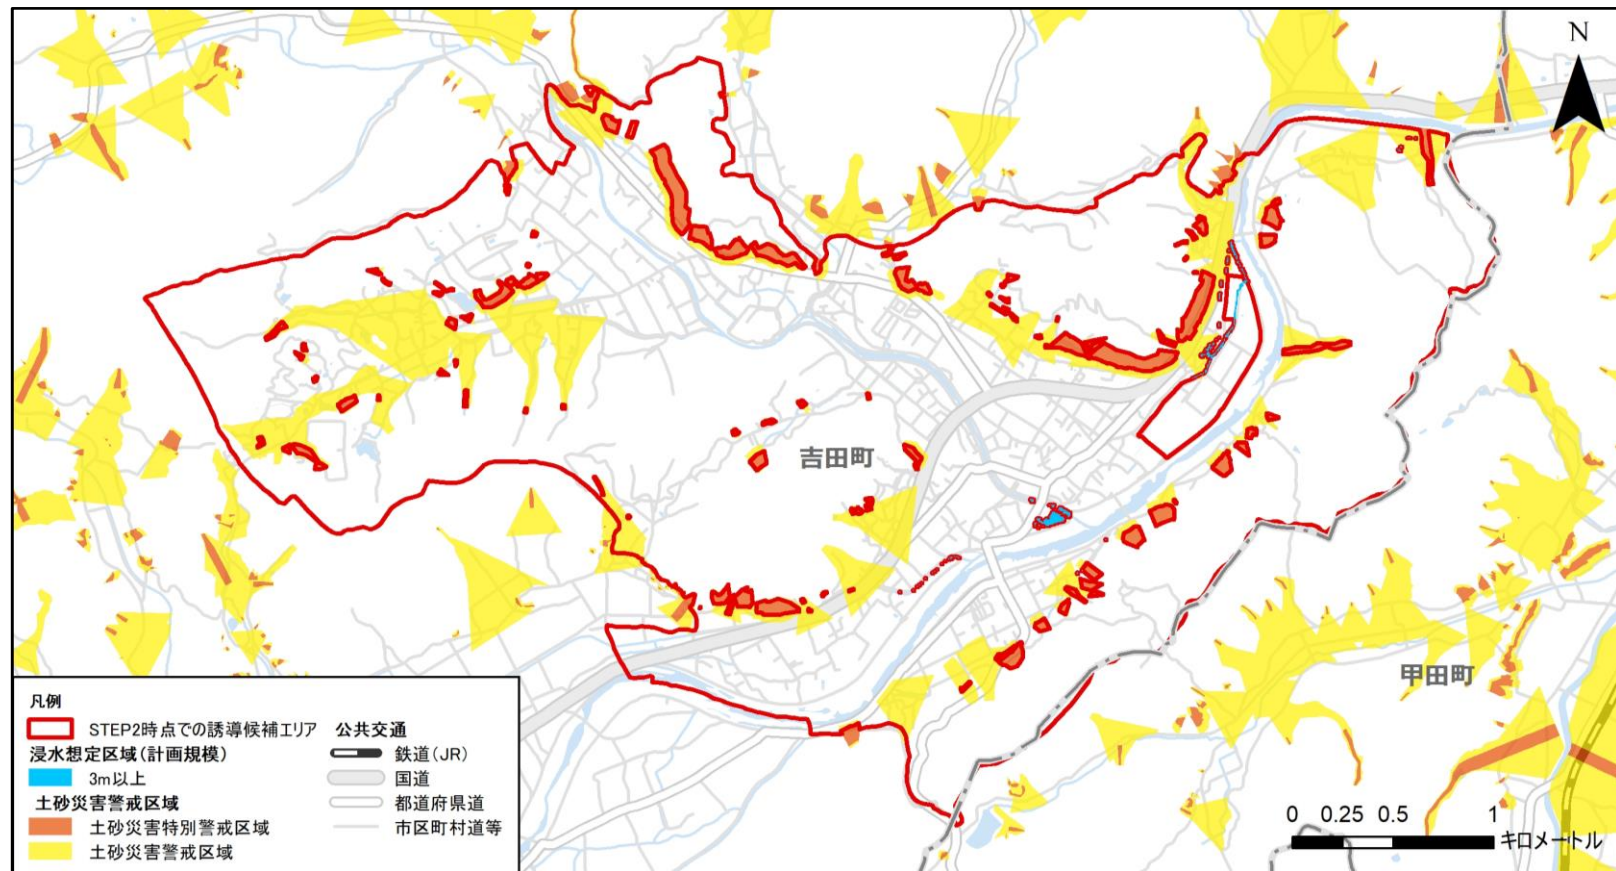 N
吉田町
甲田町
凡例
STEP2時点での誘導候補エリア
浸水想定区域(計画規模)
3m以上
土砂災害警戒区域
土砂災害特別警戒区域
土砂災害警戒区域
公共交通
鉄道(JR)
国道
都道府県道
市区町村道等
0 0.25 0.5 1
キロメートル